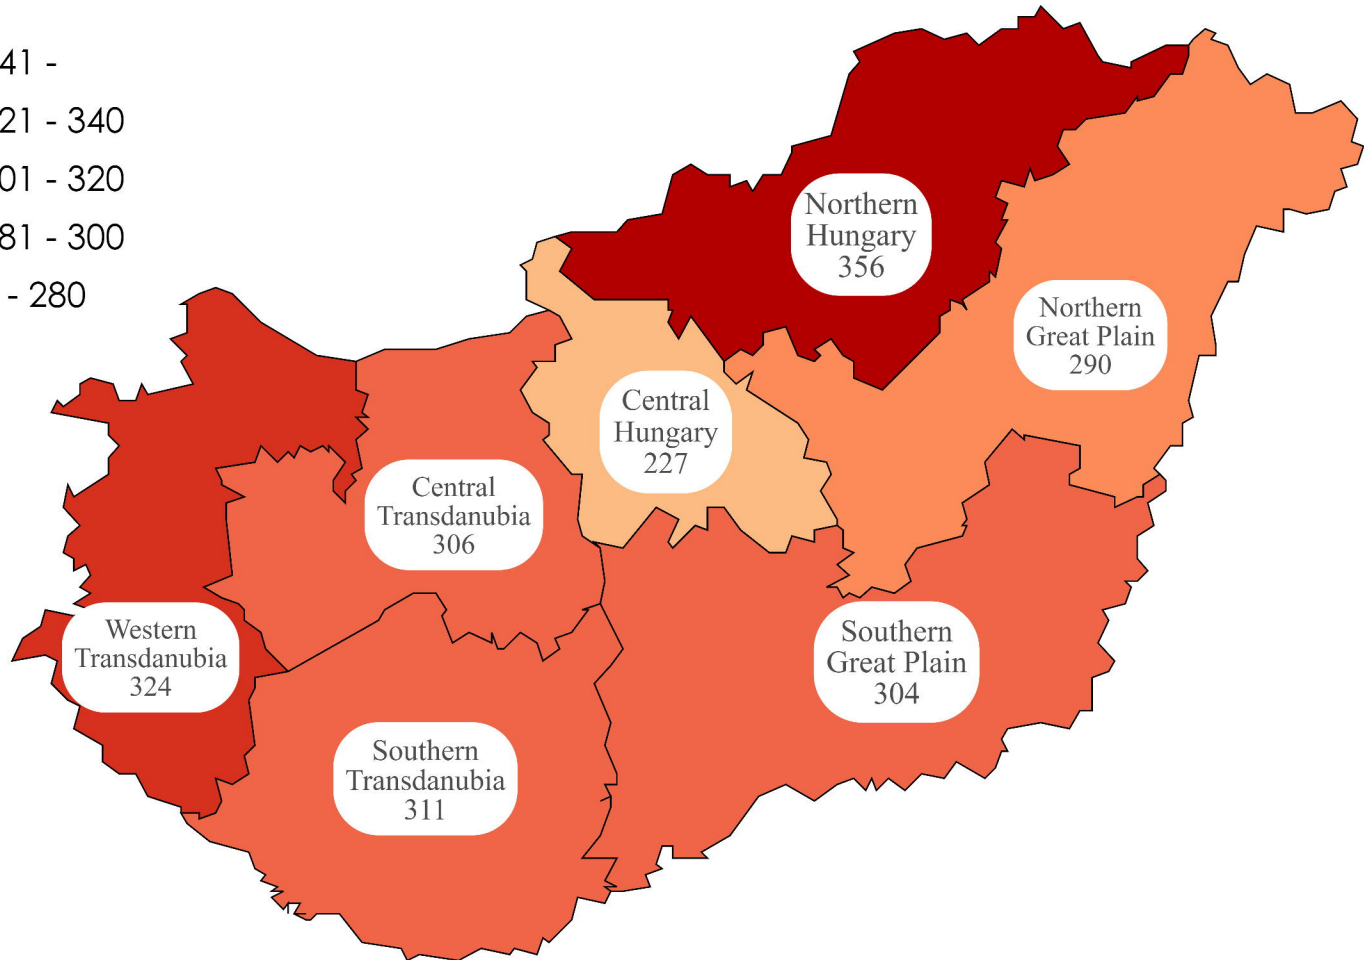 41 -
21 - 340
01 - 320
81 - 300
- 280
Northern
Hungary
356
Northern
Great Plain
290
Central
Hungary
227
Central
Transdanubia
306
Western
Transdanubia
324
Southern
Great Plain
304
Southern
Transdanubia
311